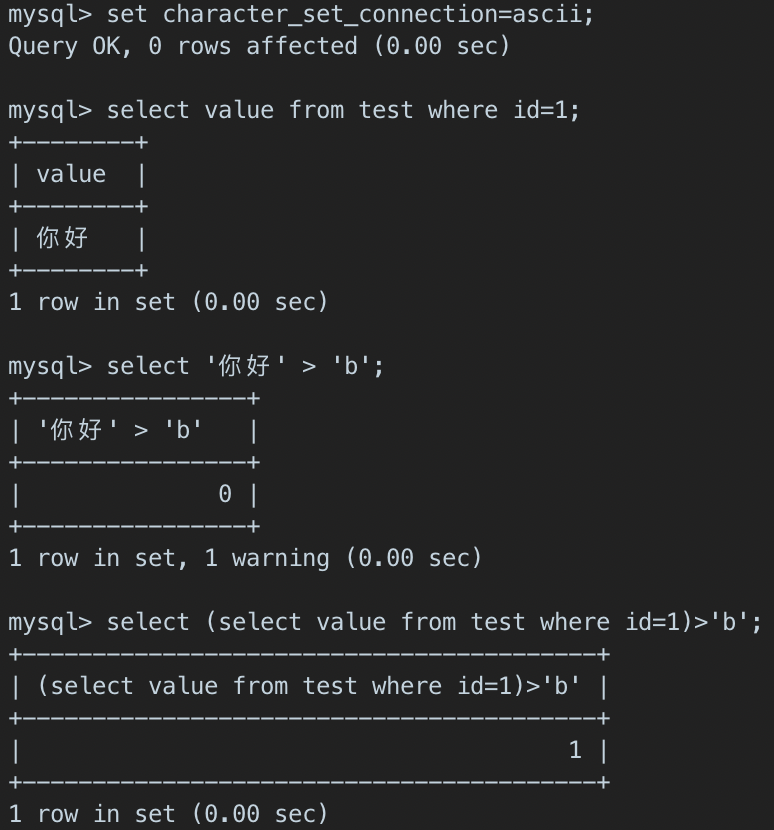 mysql> set character_set_connection=ascii;
Query OK, 0 rows affected (0.00 sec)
mysql> select value from test where id=1;
+--------+
| value  |
+--------+
| 你好   |
+--------+
1 row in set (0.00 sec)
mysql> select '你好' > 'b';
+----------------+
| '你好' > 'b'   |
+----------------+
|              0 |
+----------------+
1 row in set, 1 warning (0.00 sec)
mysql> select (select value from test where id=1)>'b';
+-----------------------------------------+
| (select value from test where id=1)>'b' |
+-----------------------------------------+
|                                       1 |
+-----------------------------------------+
1 row in set (0.00 sec)